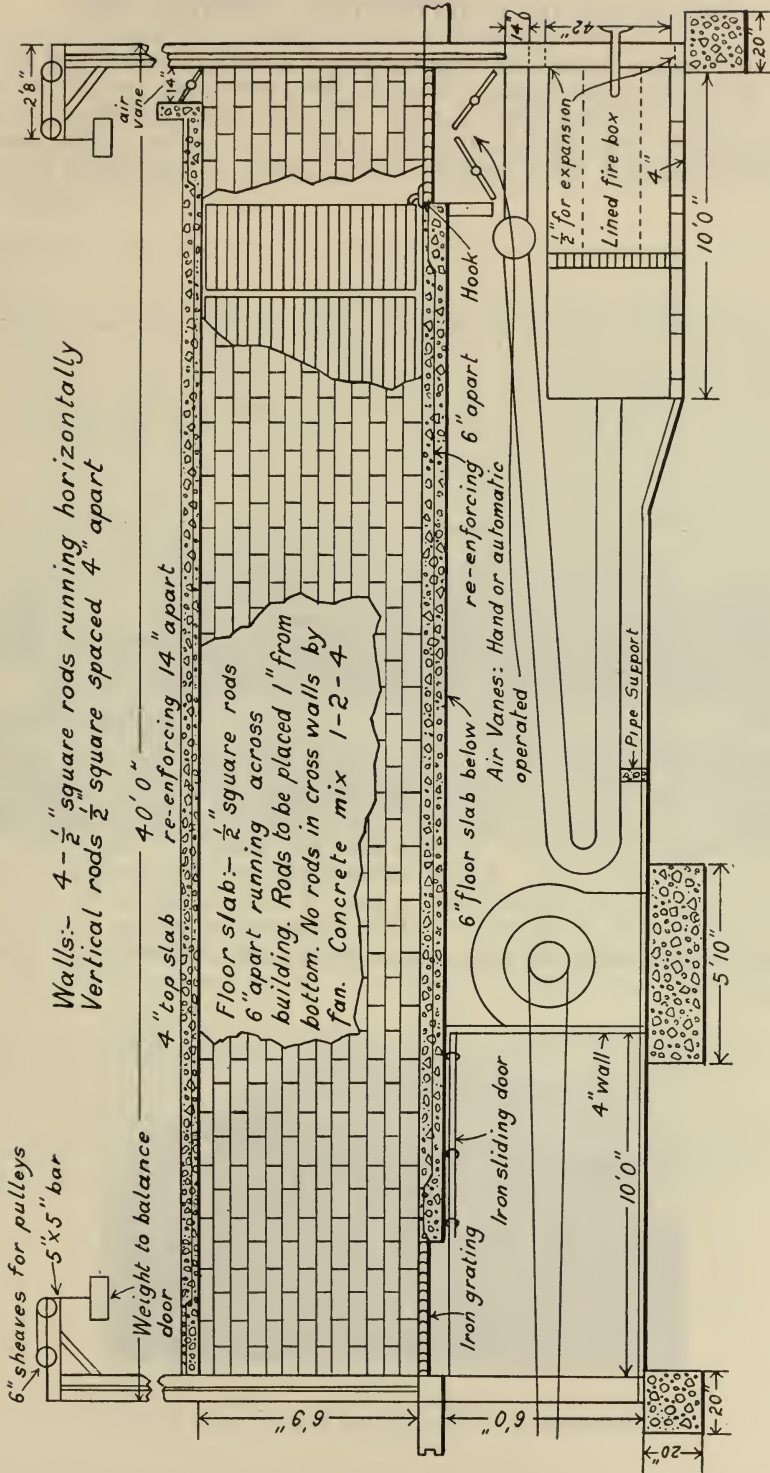 Walls:- 4-½" square rods running horizontally
Vertical rods ½" square spaced 4" apart
6" sheaves for pulleys
5"x5" bar
Weight to balance
door
40'0"
2'8"
air
vane
14"
4" top slab re-enforcing 14" apart
Floor slab:- ½" square rods
6" apart running across
building. Rods to be placed 1" from
bottom. No rods in cross walls by
fan. Concrete mix 1-2-4
6'9"
Iron grating
Iron sliding door
6" floor slab below
re-enforcing 6" apart
Air Vanes: Hand or automatic
operated
Hook
14"
42"
½" for expansion
Lined fire box
4"
10'0"
20"
Pipe Support
4" wall
10'0"
5'10"
6'0"
20"
20"